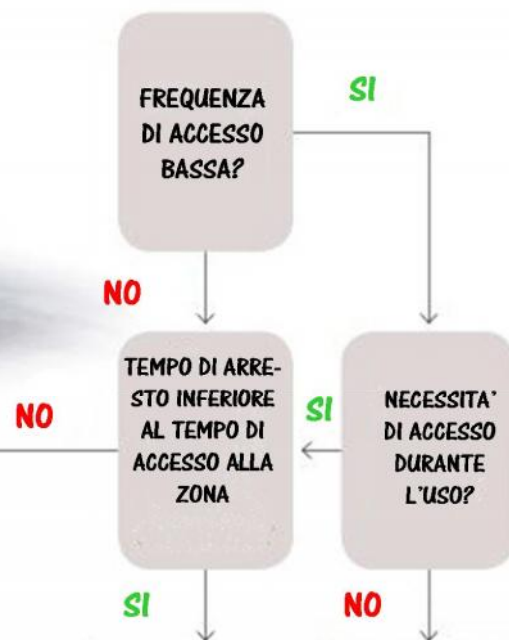 FREQUENZA
DI ACCESSO
BASSA?
SI
NO
TEMPO DI ARRE-
STO INFERIORE
AL TEMPO DI
ACCESSO ALLA
ZONA
NO
SI
NECESSITA'
DI ACCESSO
DURANTE
L'USO?
SI
NO